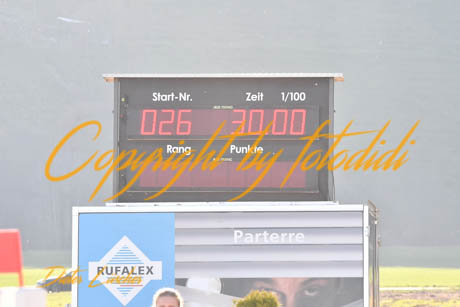 Start-Nr. Zeit 1/100
026 30.00
Rang Punkte
Copyright by fotodidi
Parterre
RUFALEX